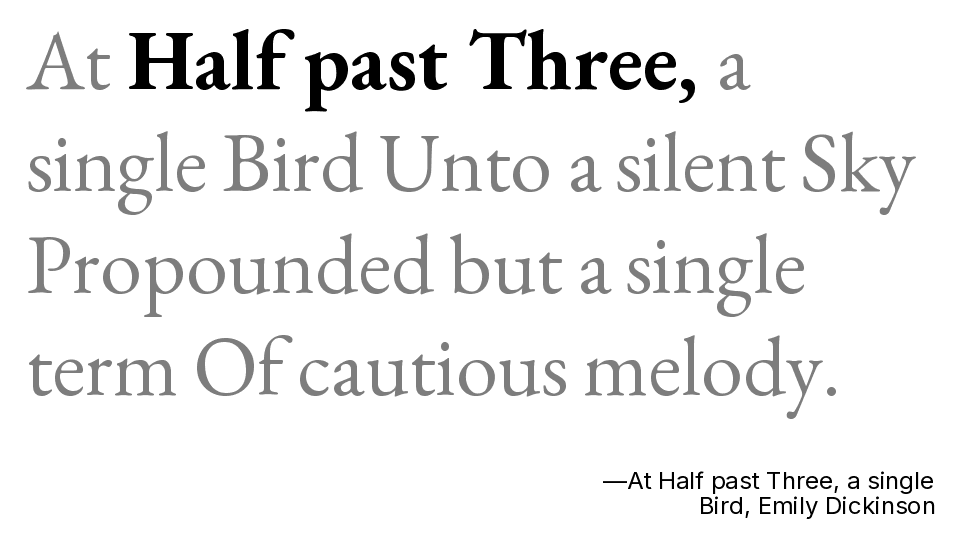 At Half past Three, a
single Bird Unto a silent Sky
Propounded but a single
term Of cautious melody.
—At Half past Three, a single
Bird, Emily Dickinson